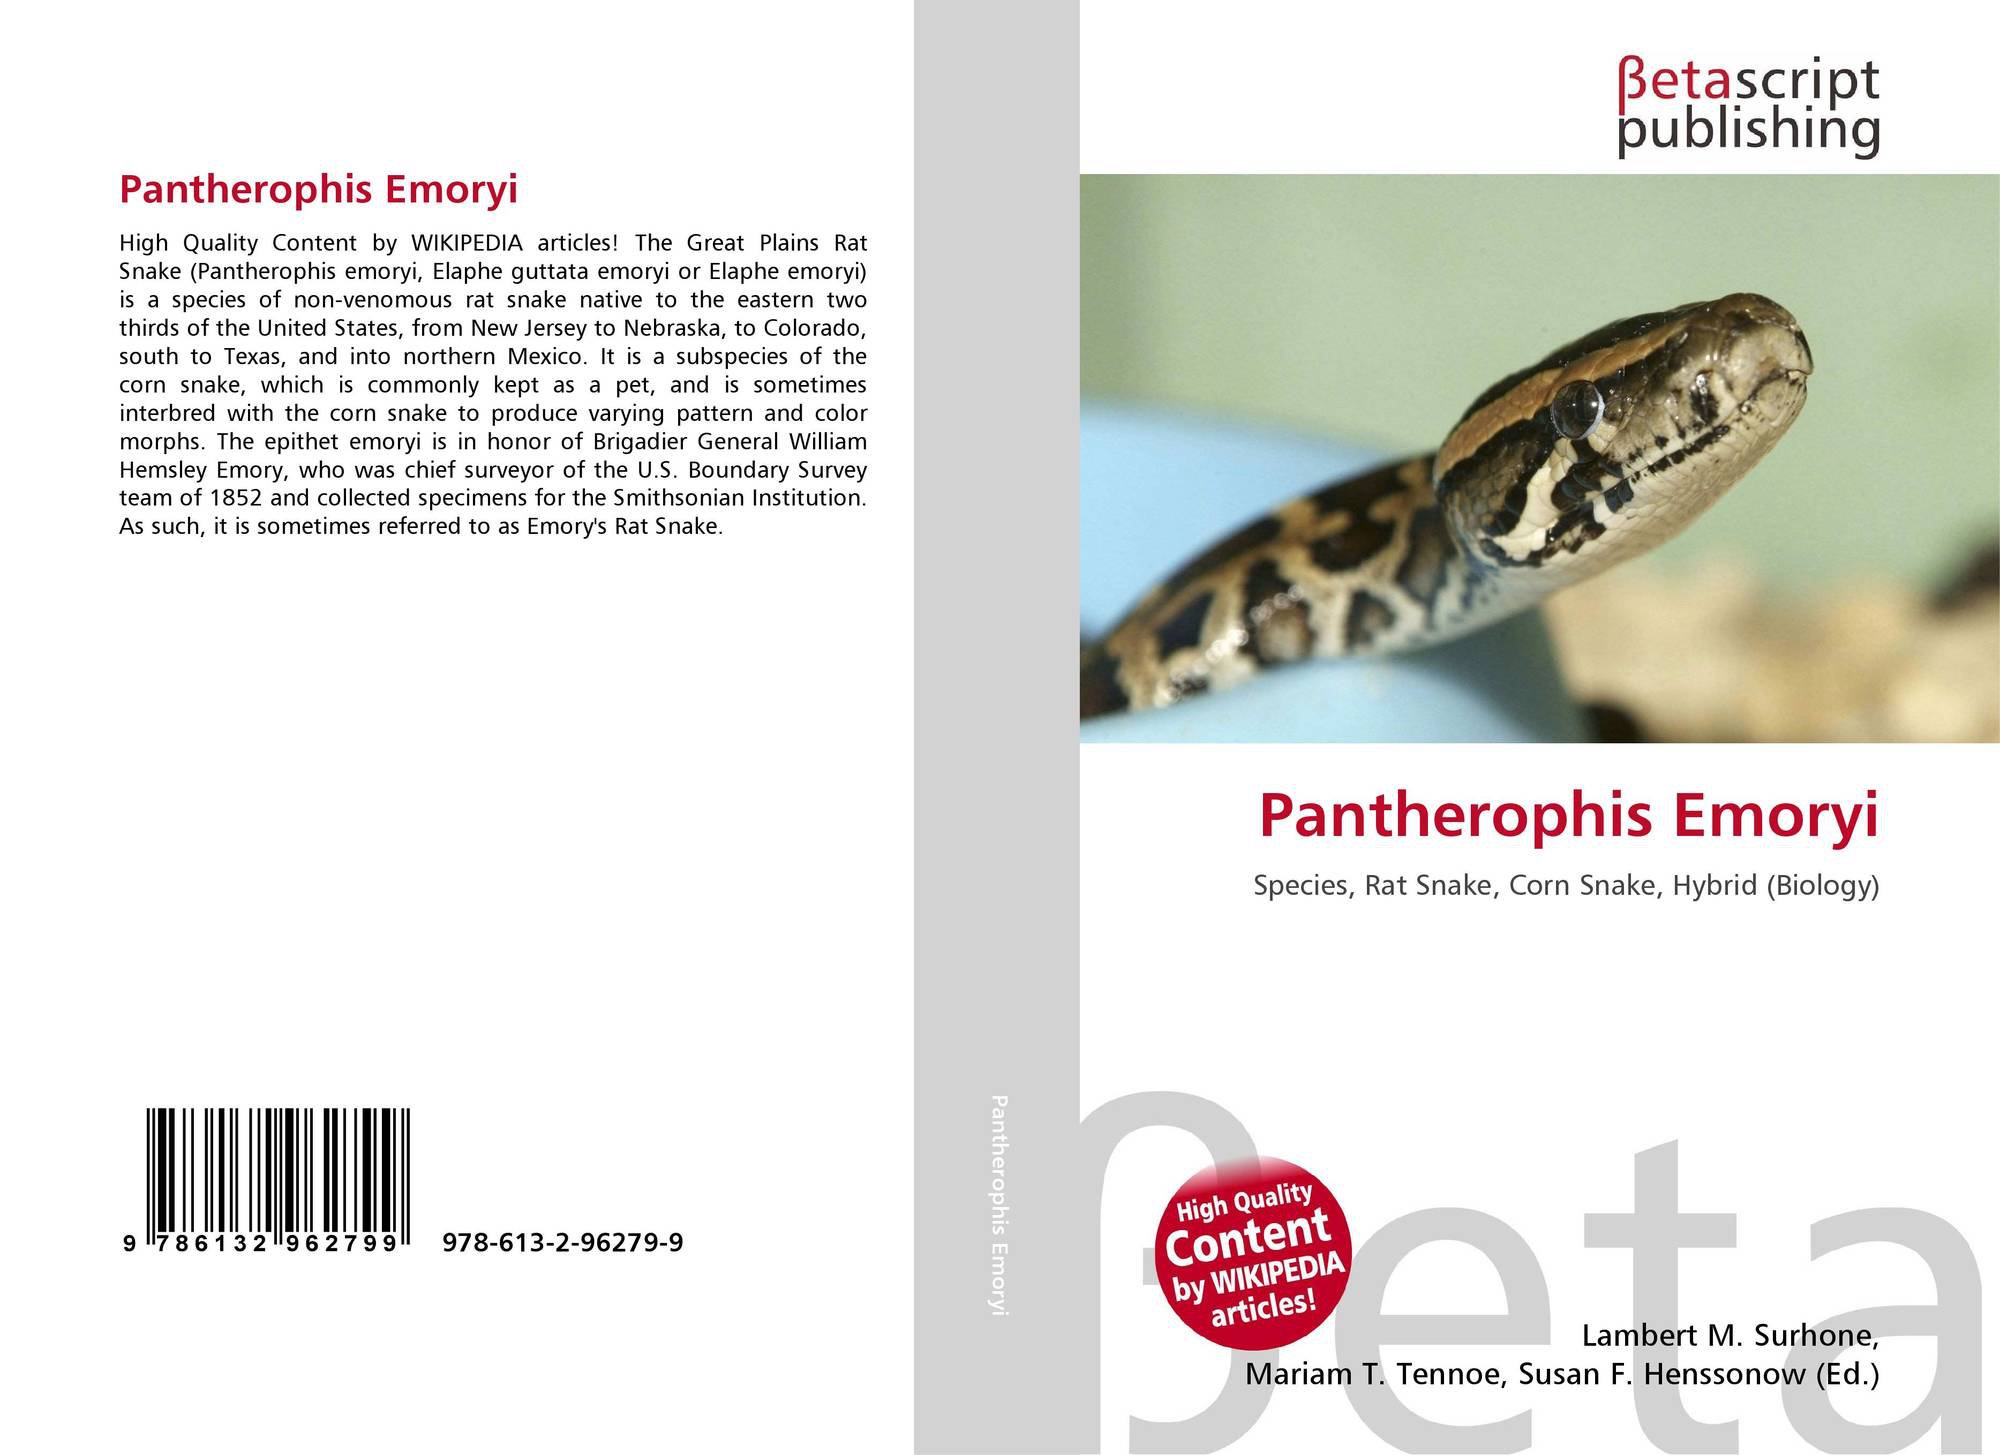 Pantherophis Emoryi
High Quality Content by WIKIPEDIA articles! The Great Plains Rat
Snake (Pantherophis emoryi, Elaphe guttata emoryi or Elaphe emoryi)
is a species of non-venomous rat snake native to the eastern two
thirds of the United States, from New Jersey to Nebraska, to Colorado,
south to Texas, and into northern Mexico. It is a subspecies of the
corn snake, which is commonly kept as a pet, and is sometimes
interbred with the corn snake to produce varying pattern and color
morphs. The epithet emoryi is in honor of Brigadier General William
Hemsley Emory, who was chief surveyor of the U.S. Boundary Survey
team of 1852 and collected specimens for the Smithsonian Institution.
As such, it is sometimes referred to as Emory's Rat Snake.
9 786132 962799
978-613-2-96279-9
Pantherophis Emoryi
βetascript
publishing
Pantherophis Emoryi
Species, Rat Snake, Corn Snake, Hybrid (Biology)
βeta
High Quality
Content
by WIKIPEDIA
articles!
Lambert M. Surhone,
Mariam T. Tennoe, Susan F. Henssonow (Ed.)